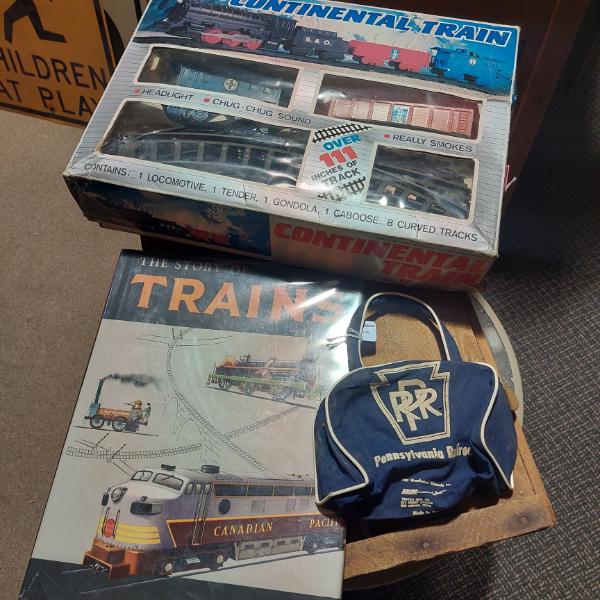 CHILDREN
AT PLAY
CONTINENTAL TRAIN
B. & O.
• HEADLIGHT • CHUG-CHUG SOUND
• REALLY SMOKES
OVER
111
INCHES OF
TRACK
CONTAINS: 1 LOCOMOTIVE, 1 TENDER, 1 GONDOLA, 1 CABOOSE, 8 CURVED TRACKS
CONTINENTAL
TRAIN
THE STORY OF
TRAINS
CANADIAN PACIFIC
PRR
Pennsylvania Railroad